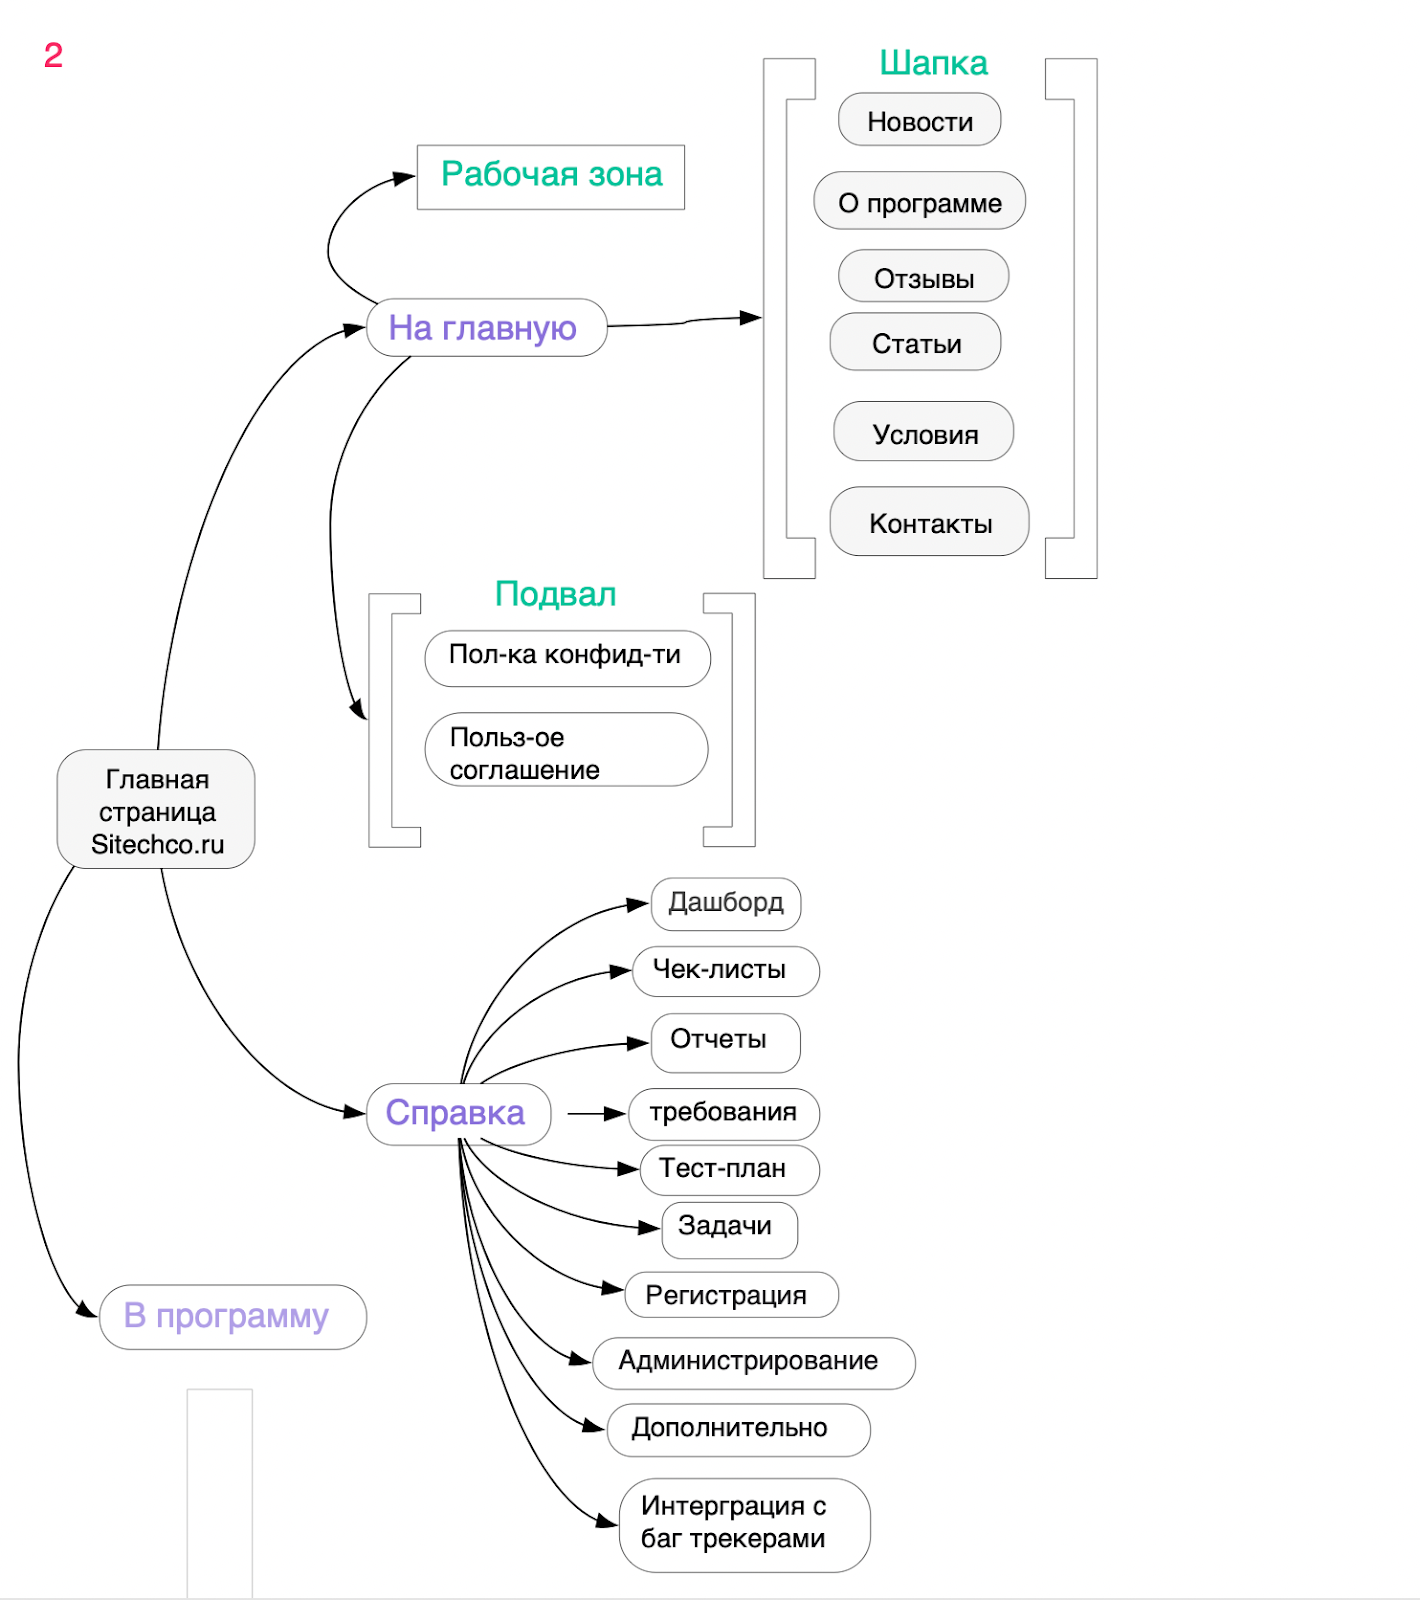 2
Шапка
Новости
О программе
Отзывы
Статьи
Условия
Контакты
Рабочая зона
На главную
Подвал
Пол-ка конфид-ти
Польз-ое
соглашение
Главная
страница
Sitechco.ru
Дашборд
Чек-листы
Отчеты
Справка
требования
Тест-план
Задачи
Регистрация
В программу
Администрирование
Дополнительно
Интерграция с
баг трекерами